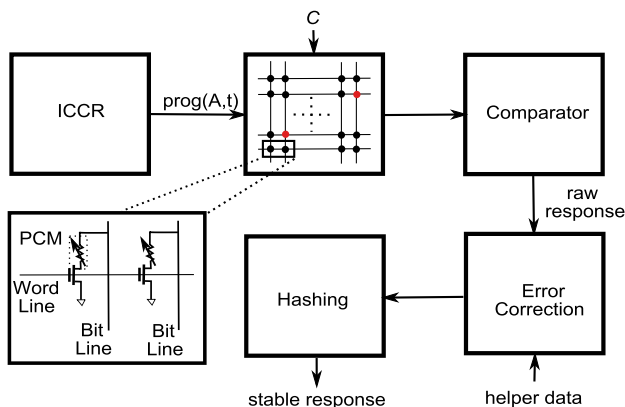 C
ICCR
prog(A,t)
Comparator
raw
response
PCM
Word
Line
Bit
Line
Bit
Line
Hashing
Error
Correction
stable response
helper data